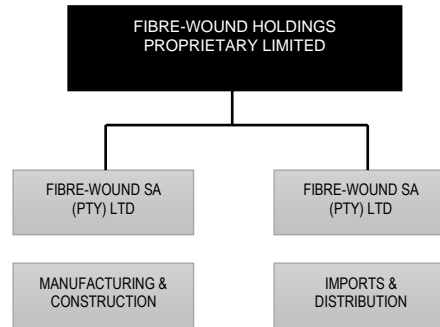 FIBRE-WOUND HOLDINGS
PROPRIETARY LIMITED
FIBRE-WOUND SA
(PTY) LTD
FIBRE-WOUND SA
(PTY) LTD
MANUFACTURING &
CONSTRUCTION
IMPORTS &
DISTRIBUTION